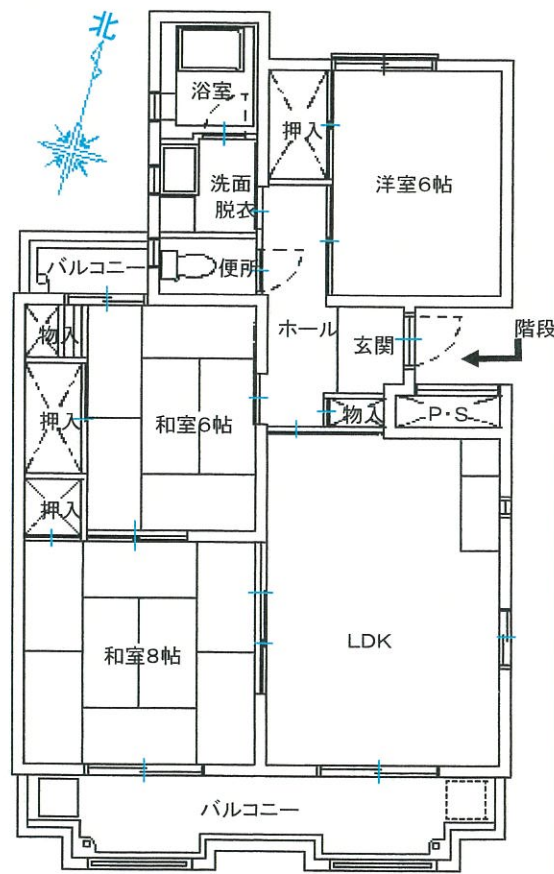 北
浴室
押入
洋室6帖
洗面
脱衣
バルコニー
便所
ホール
玄関
階段
物入
押入
和室6帖
物入
P・S
押入
和室8帖
LDK
バルコニー